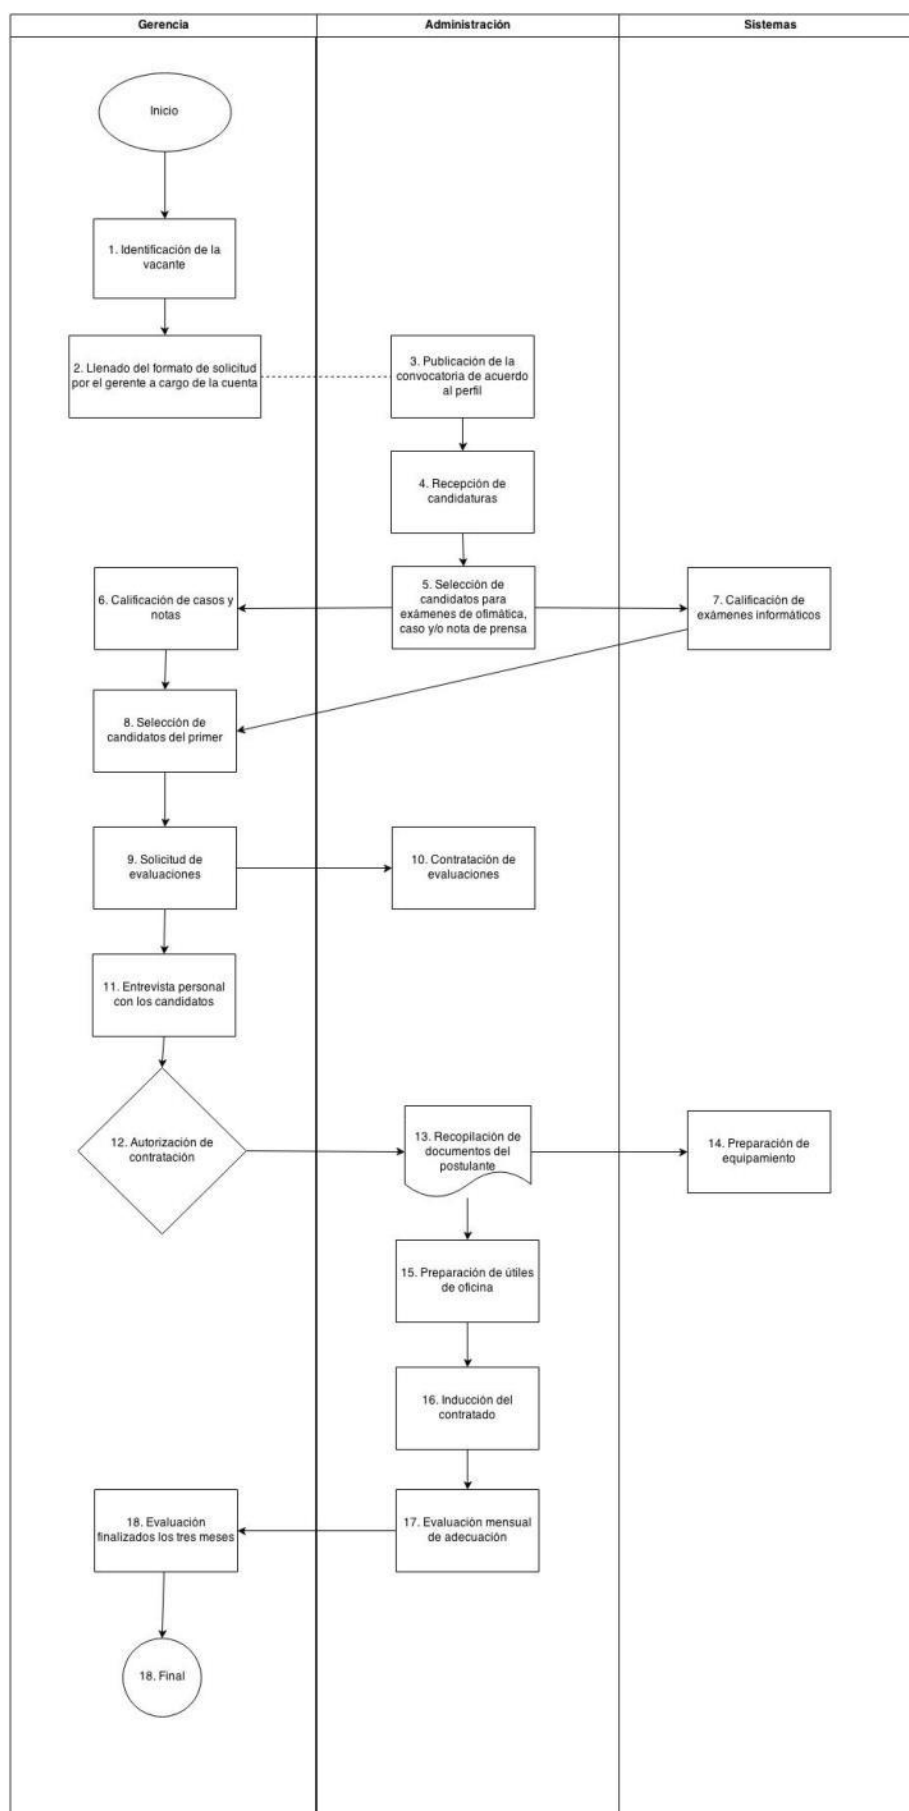 Gerencia
Administración
Sistemas
Inicio
1. Identificación de la
vacante
2. Llenado del formato de solicitud
por el gerente a cargo de la cuenta
3. Publicación de la
convocatoria de acuerdo
al perfil
4. Recepción de
candidaturas
6. Calificación de casos y
notas
5. Selección de
candidatos para
exámenes de ofimática,
caso y/o nota de prensa
7. Calificación de
exámenes informáticos
8. Selección de
candidatos del primer
9. Solicitud de
evaluaciones
10. Contratación de
evaluaciones
11. Entrevista personal
con los candidatos
12. Autorización de
contratación
13. Recopilación de
documentos del
postulante
14. Preparación de
equipamiento
15. Preparación de útiles
de oficina
16. Inducción del
contratado
18. Evaluación
finalizados los tres meses
17. Evaluación mensual
de adecuación
18. Final